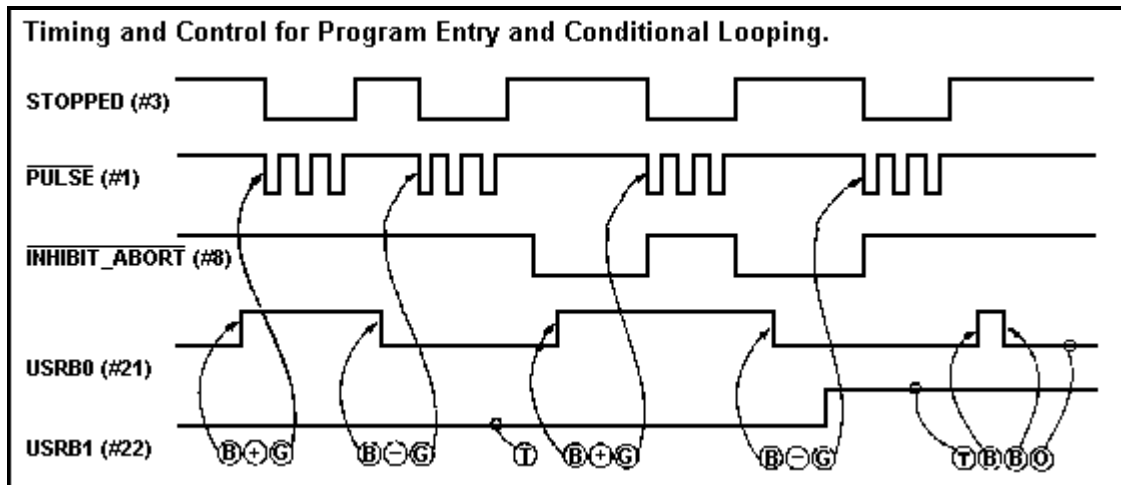 Timing and Control for Program Entry and Conditional Looping.
STOPPED (#3)
PULSE (#1)
INHIBIT_ABORT (#8)
USRB0 (#21)
USRB1 (#22)
B + G B − G T B + G B − G T B B O